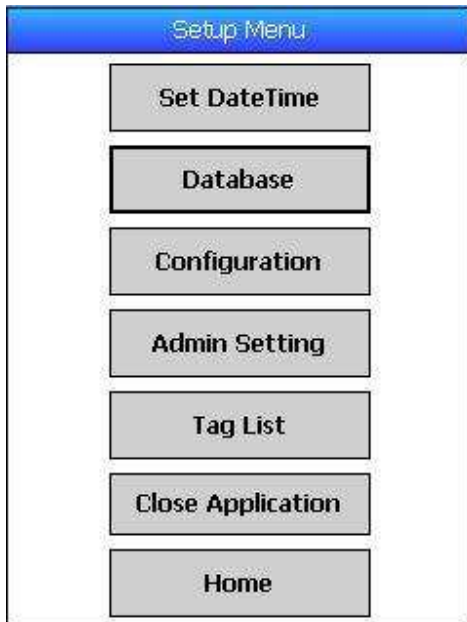 Setup Menu
Set DateTime
Database
Configuration
Admin Setting
Tag List
Close Application
Home